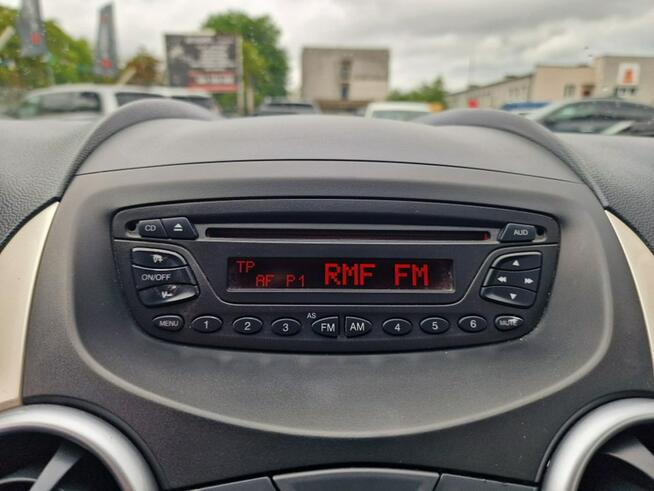 CD
AUD
TP
AF P1 RMF FM
ON/OFF
MENU 1 2 3 AS FM AM 4 5 6 MUTE